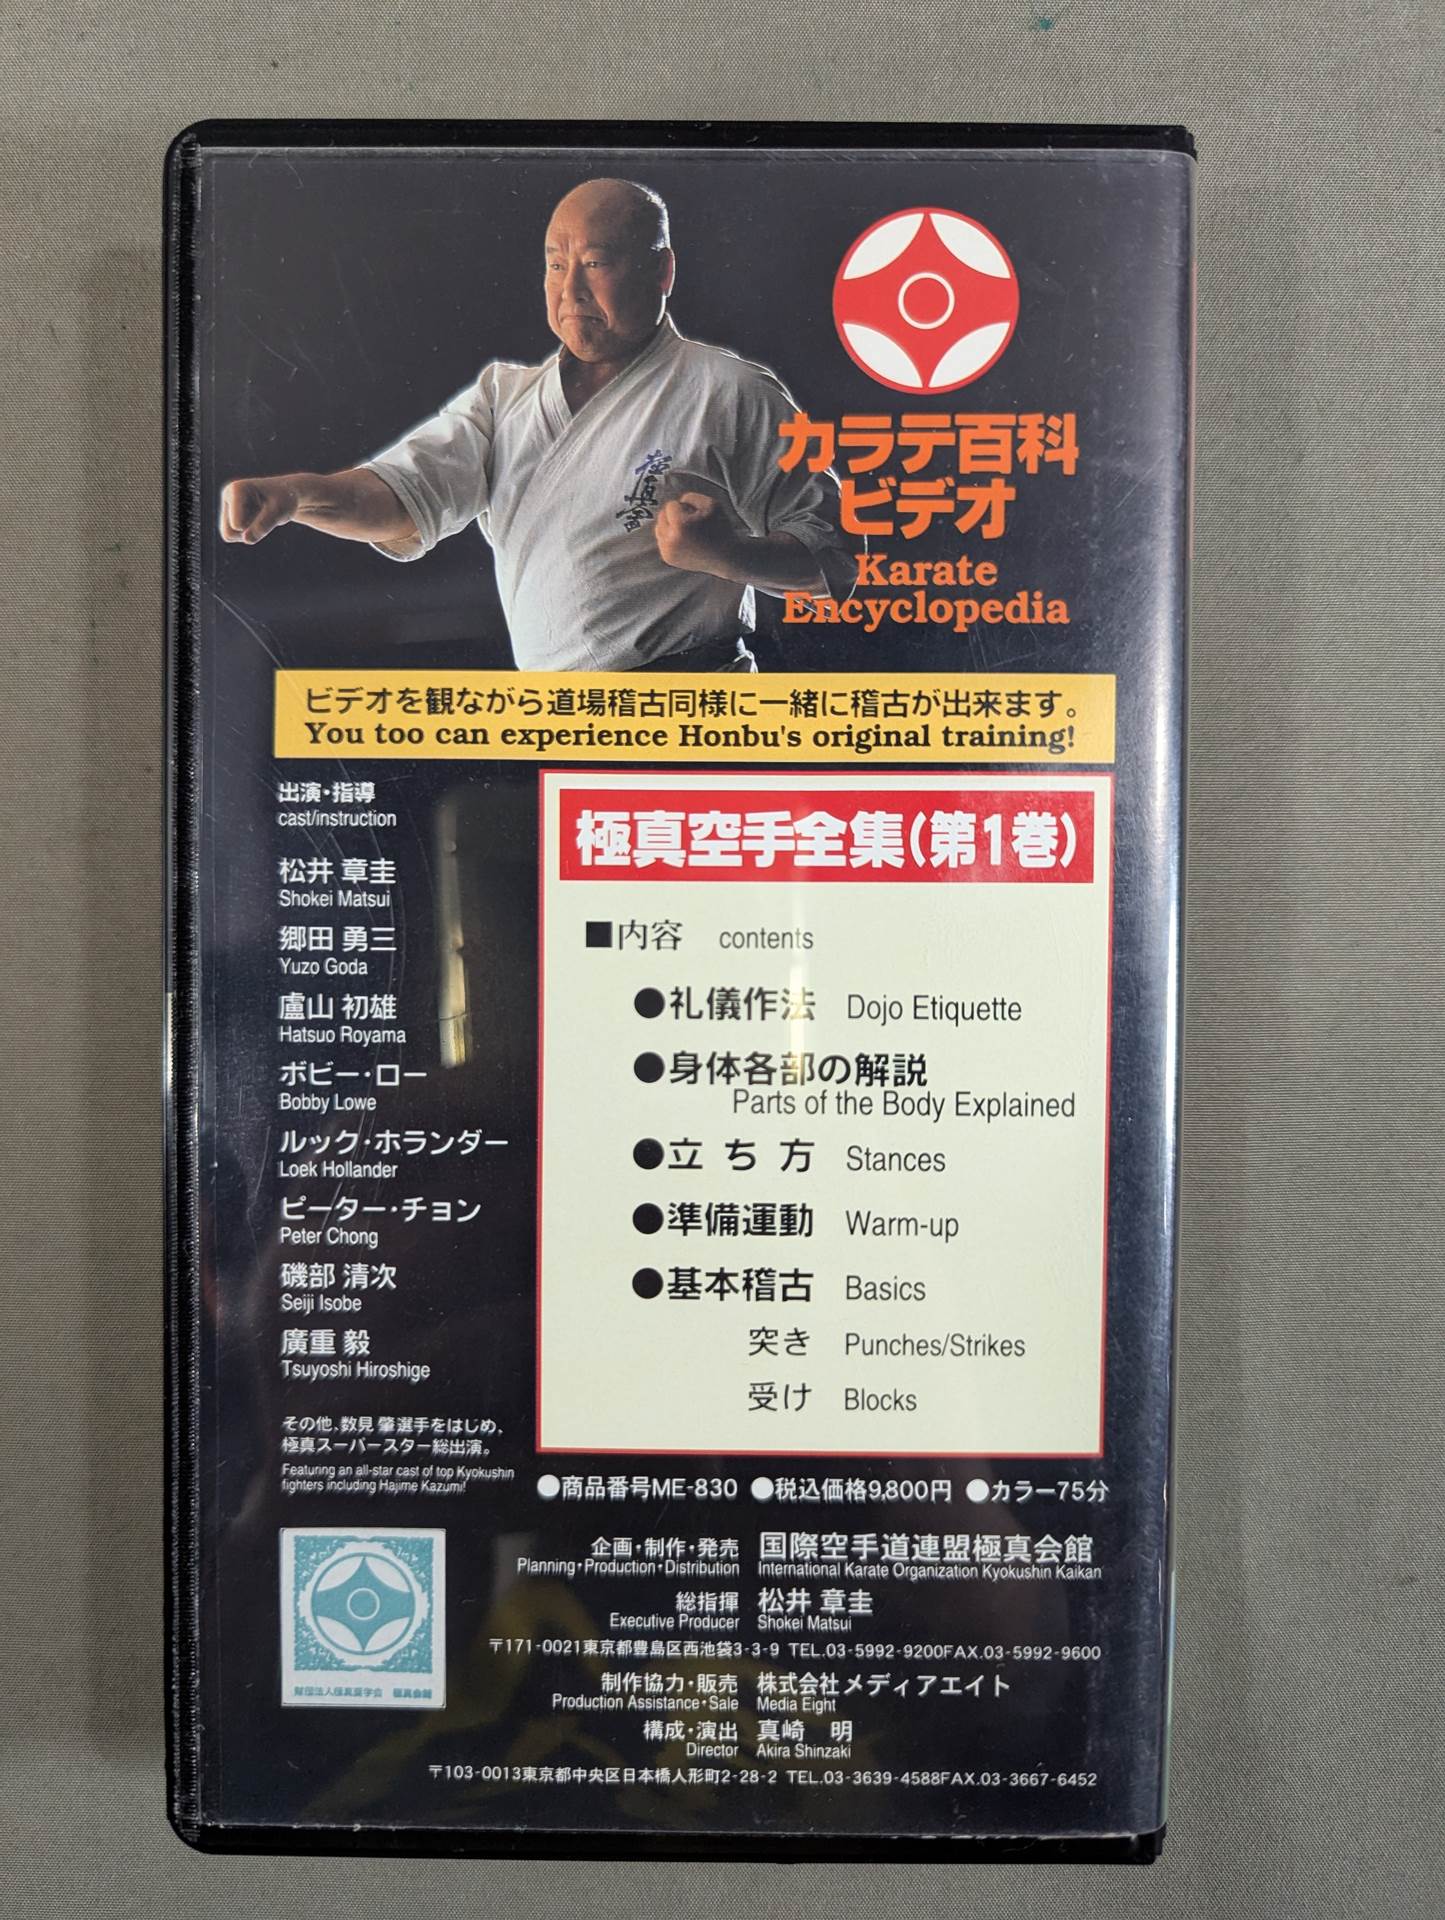 カラテ百科
ビデオ
Karate
Encyclopedia
極真会
ビデオを観ながら道場稽古同様に一緒に稽古が出来ます。
You too can experience Honbu's original training!
出演・指導
cast/instruction
松井 章圭
Shokei Matsui
郷田 勇三
Yuzo Goda
盧山 初雄
Hatsuo Royama
ボビー・ロー
Bobby Lowe
ルック・ホランダー
Loek Hollander
ピーター・チョン
Peter Chong
磯部 清次
Seiji Isobe
廣重 毅
Tsuyoshi Hiroshige
その他、数見 肇選手をはじめ、
極真スーパースター総出演。
Featuring an all-star cast of top Kyokushin
fighters including Hajime Kazumi!
極真空手全集(第1巻)
■内容 contents
●礼儀作法 Dojo Etiquette
●身体各部の解説
Parts of the Body Explained
●立ち方 Stances
●準備運動 Warm-up
●基本稽古 Basics
突き Punches/Strikes
受け Blocks
●商品番号ME-830 ●税込価格9,800円 ●カラー75分
企画・制作・発売 国際空手道連盟極真会館
Planning・Production・Distribution International Karate Organization Kyokushin Kaikan
総指揮 松井 章圭
Executive Producer Shokei Matsui
〒171-0021東京都豊島区西池袋3-3-9 TEL.03-5992-9200FAX.03-5992-9600
制作協力・販売 株式会社メディアエイト
Production Assistance・Sale Media Eight
構成・演出 真崎 明
Director Akira Shinzaki
〒103-0013東京都中央区日本橋人形町2-28-2 TEL.03-3639-4588FAX.03-3667-6452
財団法人極真奨学会 極真会館